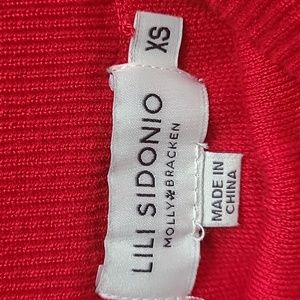 XS
LILI SIDONIO
MOLLY✽BRACKEN
MADE IN
CHINA